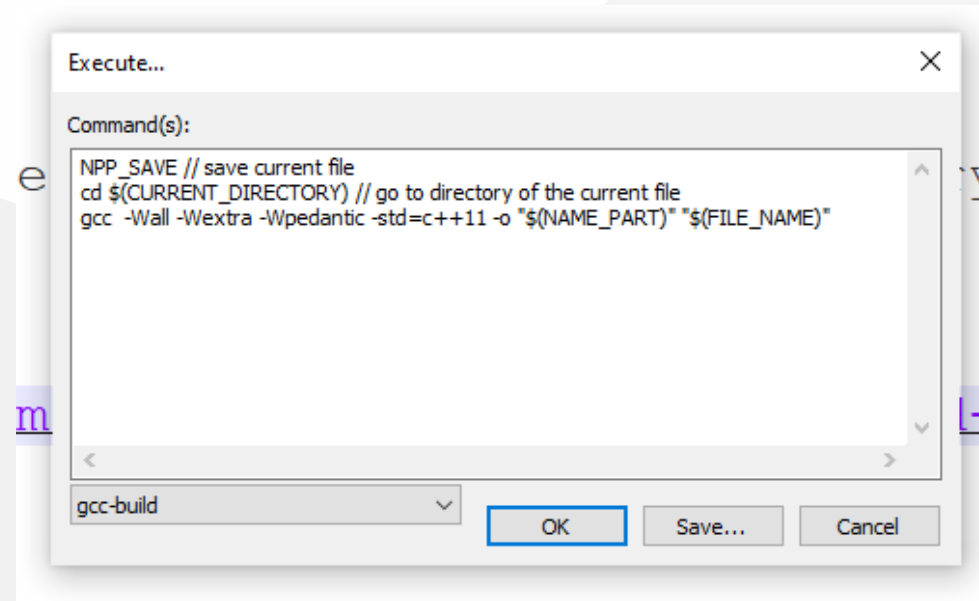 Execute...
Command(s):
NPP_SAVE // save current file
cd $(CURRENT_DIRECTORY) // go to directory of the current file
gcc  -Wall -Wextra -Wpedantic -std=c++11 -o "$(NAME_PART)" "$(FILE_NAME)"
gcc-build
OK
Save...
Cancel